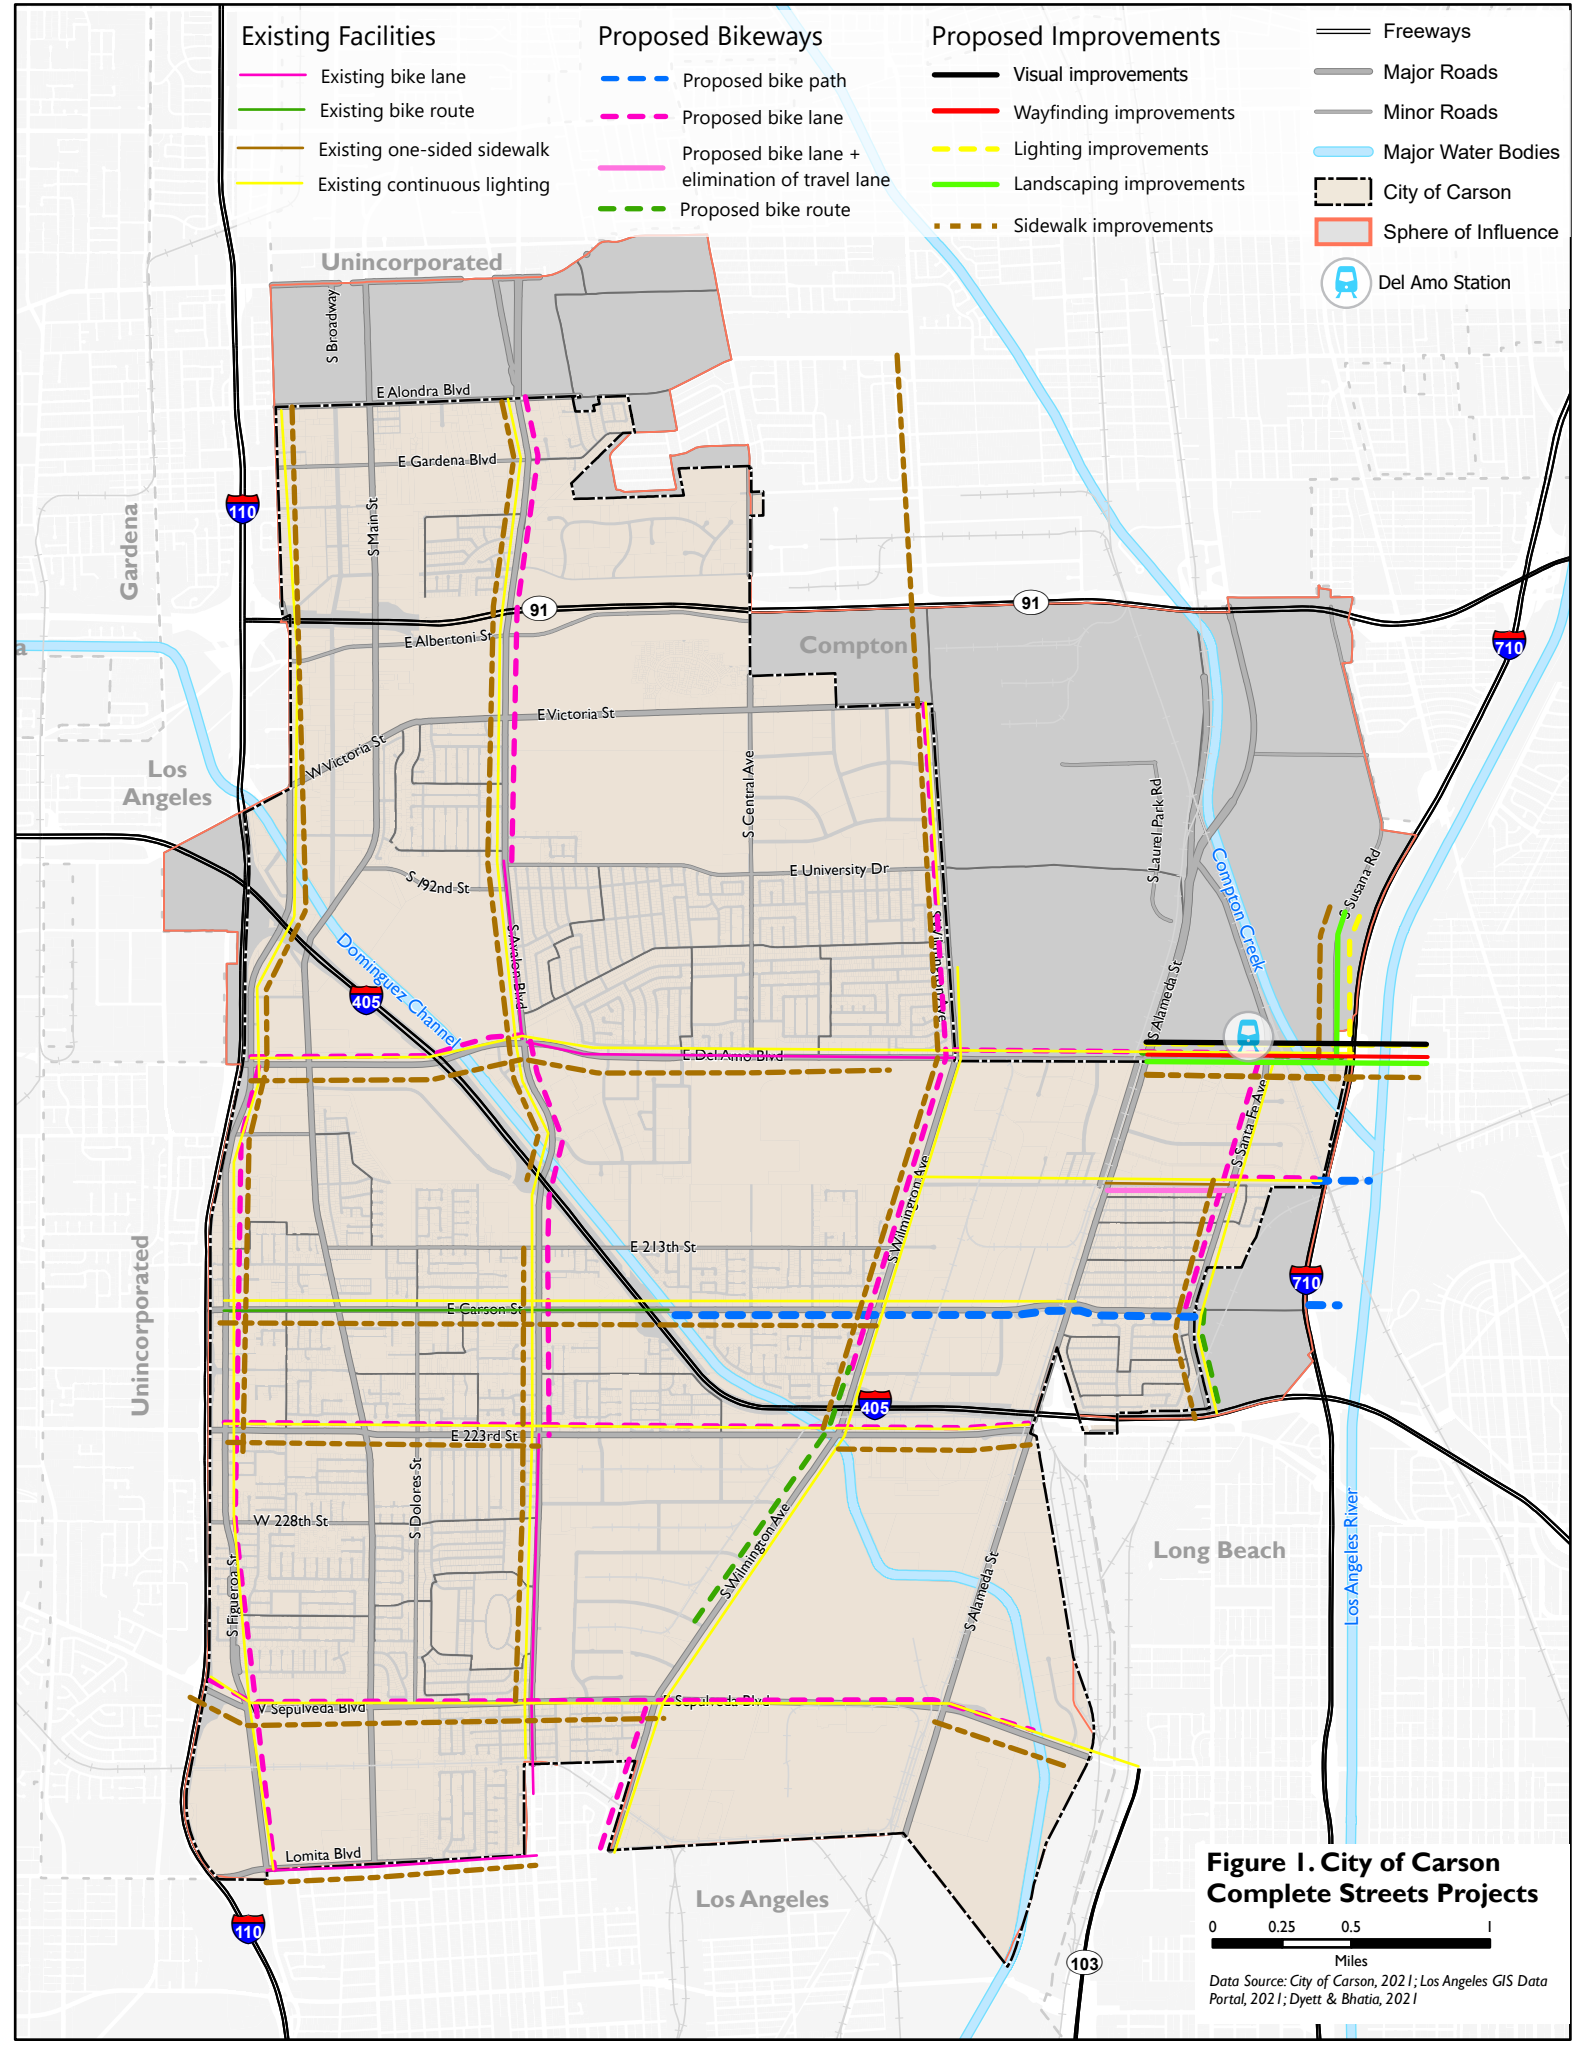 Existing Facilities
Existing bike lane
Existing bike route
Existing one-sided sidewalk
Existing continuous lighting
Proposed Bikeways
Proposed bike path
Proposed bike lane
Proposed bike lane +
elimination of travel lane
Proposed bike route
Proposed Improvements
Visual improvements
Wayfinding improvements
Lighting improvements
Landscaping improvements
Sidewalk improvements
Freeways
Major Roads
Minor Roads
Major Water Bodies
City of Carson
Sphere of Influence
Del Amo Station
Unincorporated
S Broadway
E Alondra Blvd
E Gardena Blvd
S Main St
110
Gardena
91
91
E Albertoni St
Compton
710
a
E Victoria St
W Victoria St
Los
Angeles
S Central Ave
S Laurel Park Rd
E University Dr
S 192nd St
S Susana Rd
Compton Creek
S Avalon Blvd
S Wilmington Ave
Dominguez Channel
405
S Alameda St
E Del Amo Blvd
S Santa Fe Ave
S Wilmington Ave
E 213th St
Unincorporated
710
E Carson St
405
E 223rd St
S Dolores St
W 228th St
S Wilmington Ave
Long Beach
Los Angeles River
S Figueroa St
S Alameda St
W Sepulveda Blvd
E Sepulveda Blvd
Lomita Blvd
Los Angeles
110
103
Figure 1. City of Carson
Complete Streets Projects
0 0.25 0.5 1
Miles
Data Source: City of Carson, 2021; Los Angeles GIS Data
Portal, 2021; Dyett & Bhatia, 2021